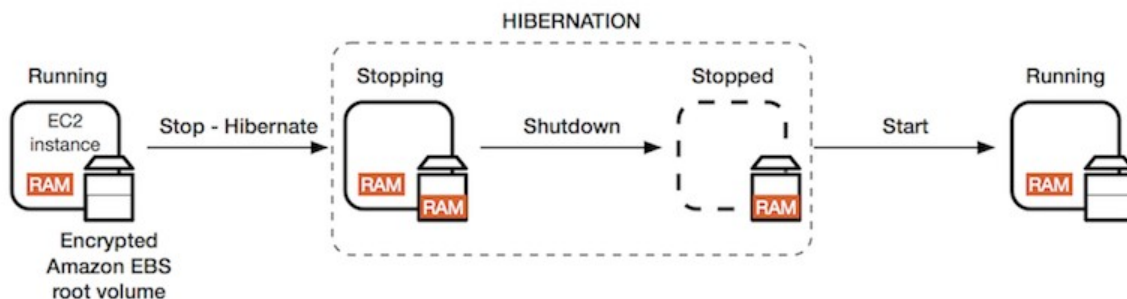 HIBERNATION
Running
Stopping
Stopped
Running
EC2
instance
Stop - Hibernate
Shutdown
Start
RAM
RAM
RAM
RAM
RAM
Encrypted
Amazon EBS
root volume